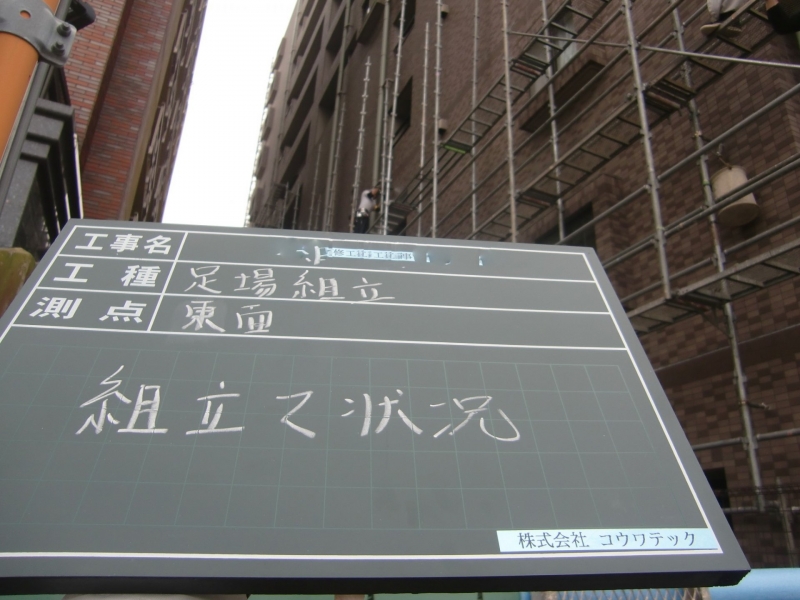 工事名
工種 足場組立
測点 東面
組立て状況
株式会社 コウワテック